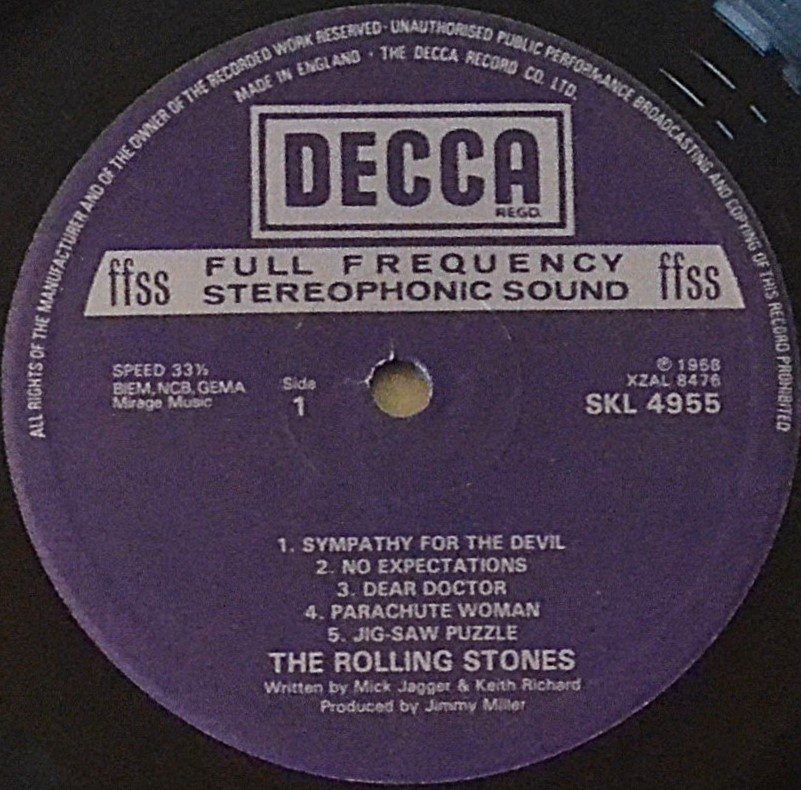 ALL RIGHTS OF THE MANUFACTURER AND OF THE OWNER OF THE RECORDED WORK RESERVED · UNAUTHORISED PUBLIC PERFORMANCE BROADCASTING AND COPYING OF THIS RECORD PROHIBITED
MADE IN ENGLAND · THE DECCA RECORD CO. LTD.
DECCA
REGD.
ffss FULL FREQUENCY STEREOPHONIC SOUND ffss
SPEED 33⅓
BIEM, NCB, GEMA
Mirage Music
Side
1
℗ 1968
XZAL 8476
SKL 4955
1. SYMPATHY FOR THE DEVIL
2. NO EXPECTATIONS
3. DEAR DOCTOR
4. PARACHUTE WOMAN
5. JIG-SAW PUZZLE
THE ROLLING STONES
Written by Mick Jagger & Keith Richard
Produced by Jimmy Miller